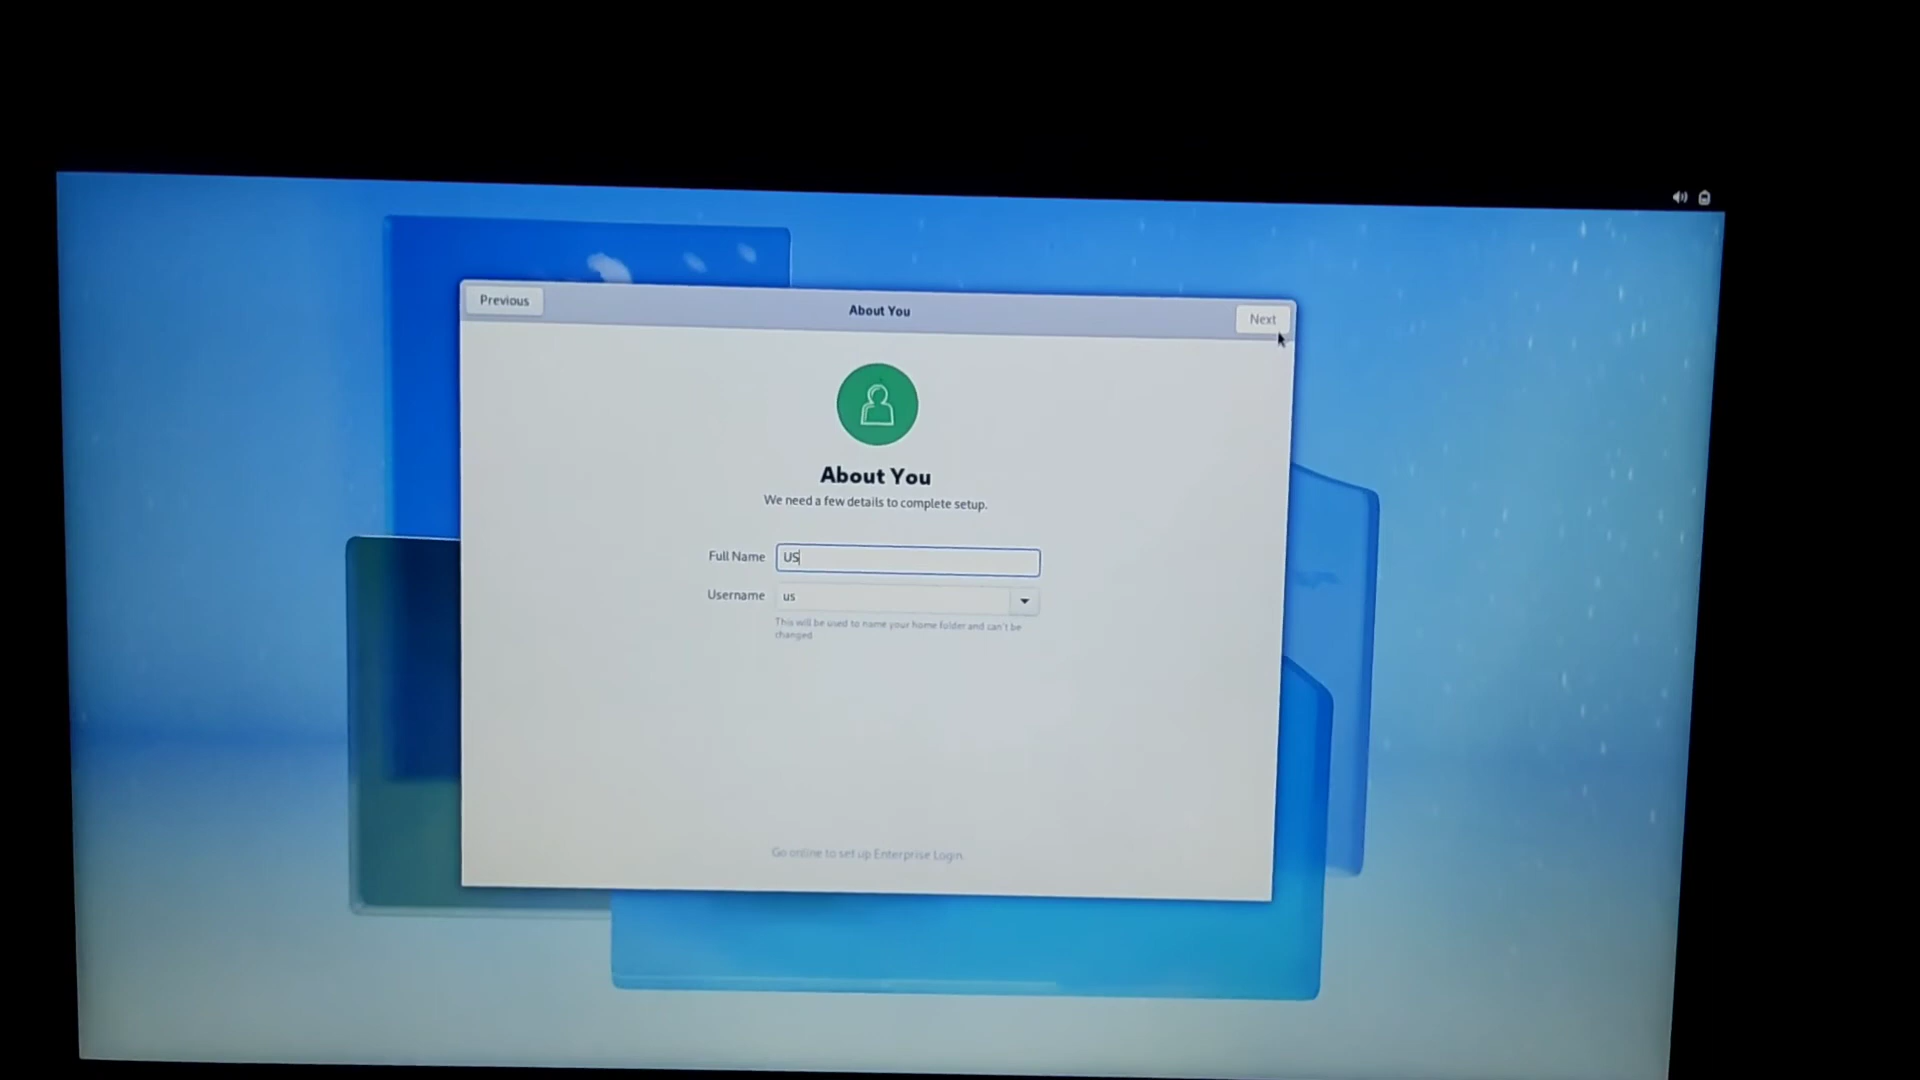 Previous
About You
Next
About You
We need a few details to complete setup.
Full Name US
Username us
This will be used to name your home folder and can't be
changed.
Go online to set up Enterprise Login.